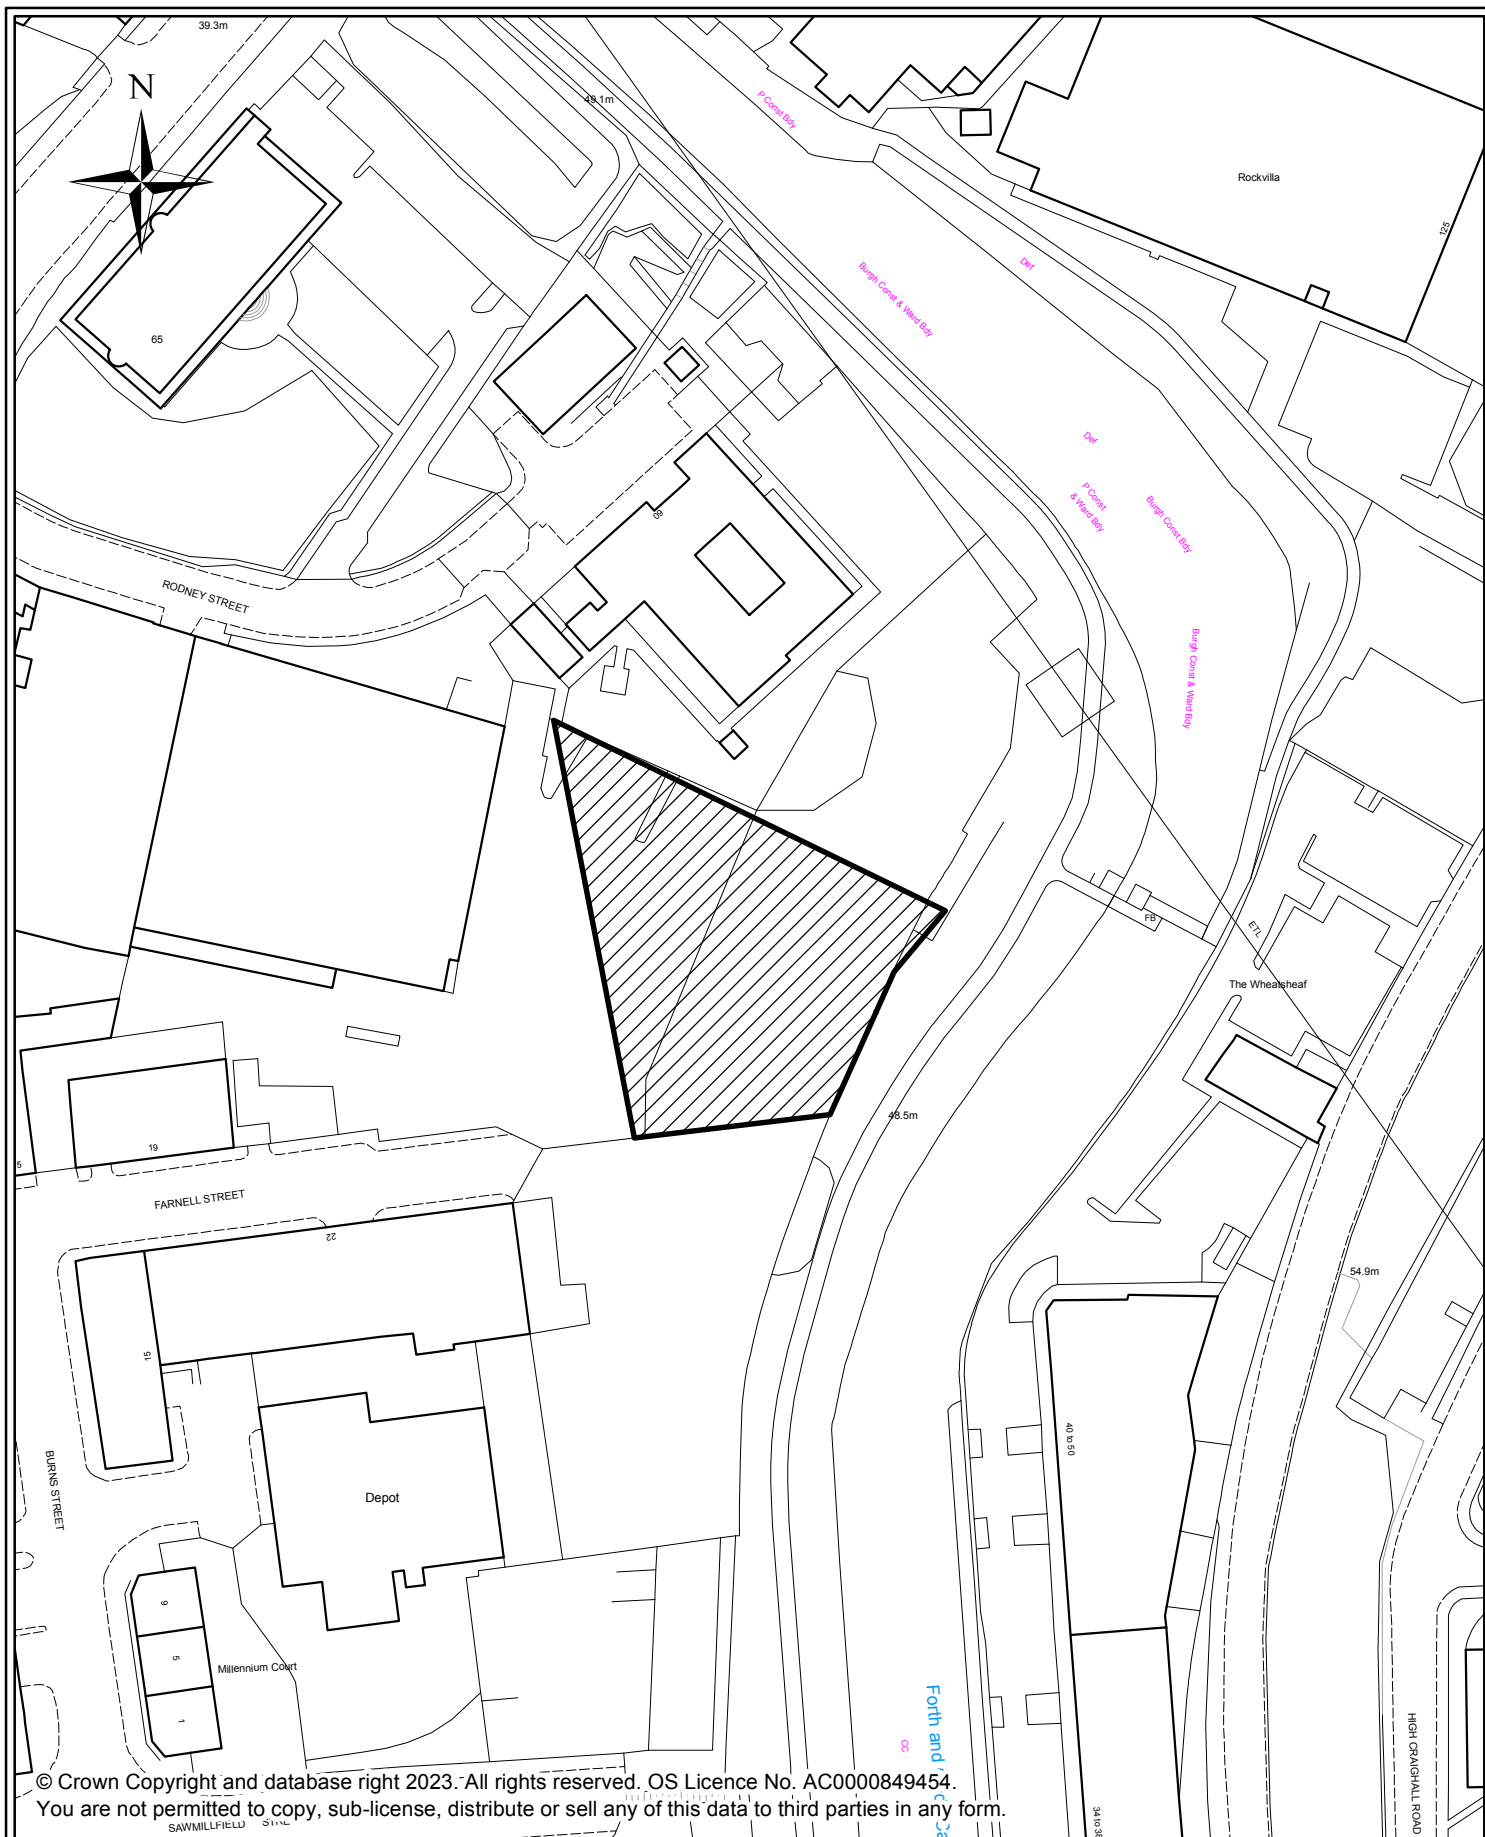 39.3m
N
49.1m
P Const Bdy
Rockvilla
125
Def
Burgh Const & Ward Bdy
65
Def
P Const
& Ward Bdy
Burgh Const Bdy
60
RODNEY STREET
Burgh Const & Ward Bdy
FB
ETL
The Wheatsheaf
48.5m
19
5
FARNELL STREET
22
54.9m
15
40 to 50
BURNS STREET
Depot
9
5
Millennium Court
1
Forth and
CC
HIGH CRAIGHALL ROAD
© Crown Copyright and database right 2023. All rights reserved. OS Licence No. AC0000849454.
You are not permitted to copy, sub-license, distribute or sell any of this data to third parties in any form.
SAWMILLFIELD
34 to 38